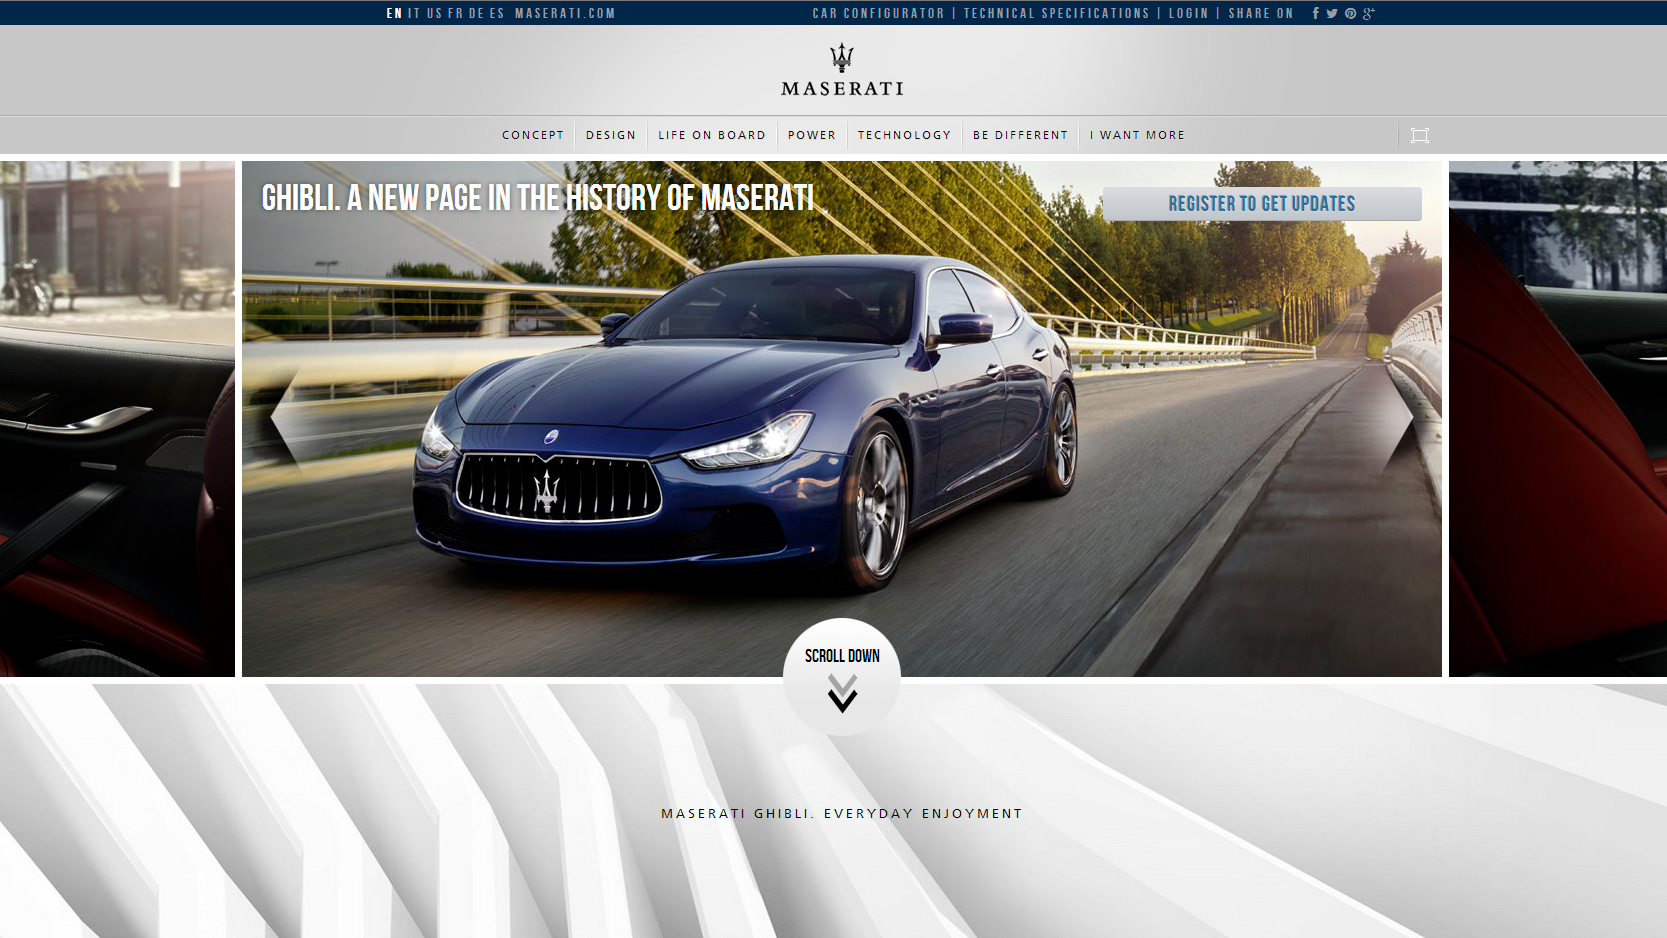 EN IT US FR DE ES MASERATI.COM
CAR CONFIGURATOR | TECHNICAL SPECIFICATIONS | LOGIN | SHARE ON
MASERATI
CONCEPT DESIGN LIFE ON BOARD POWER TECHNOLOGY BE DIFFERENT I WANT MORE
GHIBLI. A NEW PAGE IN THE HISTORY OF MASERATI
REGISTER TO GET UPDATES
SCROLL DOWN
MASERATI GHIBLI. EVERYDAY ENJOYMENT